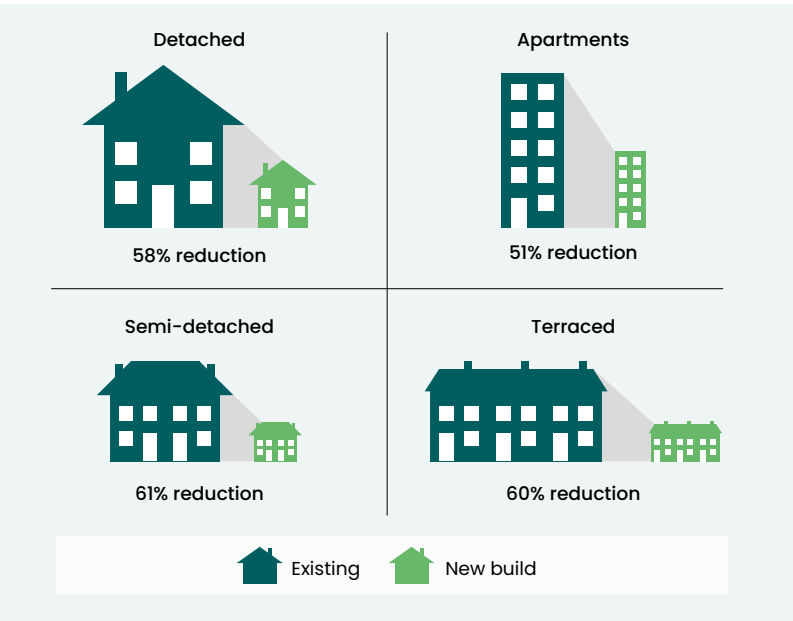 Detached
Apartments
58% reduction
51% reduction
Semi-detached
Terraced
61% reduction
60% reduction
Existing
New build